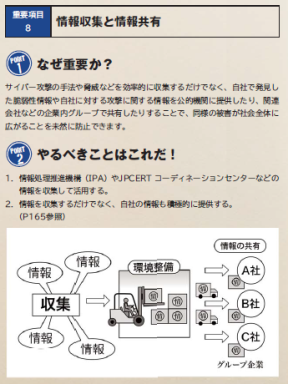 重要項目
8
情報収集と情報共有
POINT
1
なぜ重要か？
サイバー攻撃の手法や脅威などを効率的に収集するだけでなく、自社で発見し
た脆弱性情報や自社に対する攻撃に関する情報を公的機関に提供したり、関連
会社などの企業内グループで共有したりすることで、同様の被害が社会全体に
広がることを未然に防止できます。
POINT
2
やるべきことはこれだ！
1．情報処理推進機構（IPA）やJPCERT コーディネーションセンターなどの
情報を収集して活用する。
2．情報を収集するだけでなく、自社の情報も積極的に提供する。
（P165参照）
情報
情報
収集
情報
情報
環境整備
情報の共有
A社
B社
C社
グループ企業